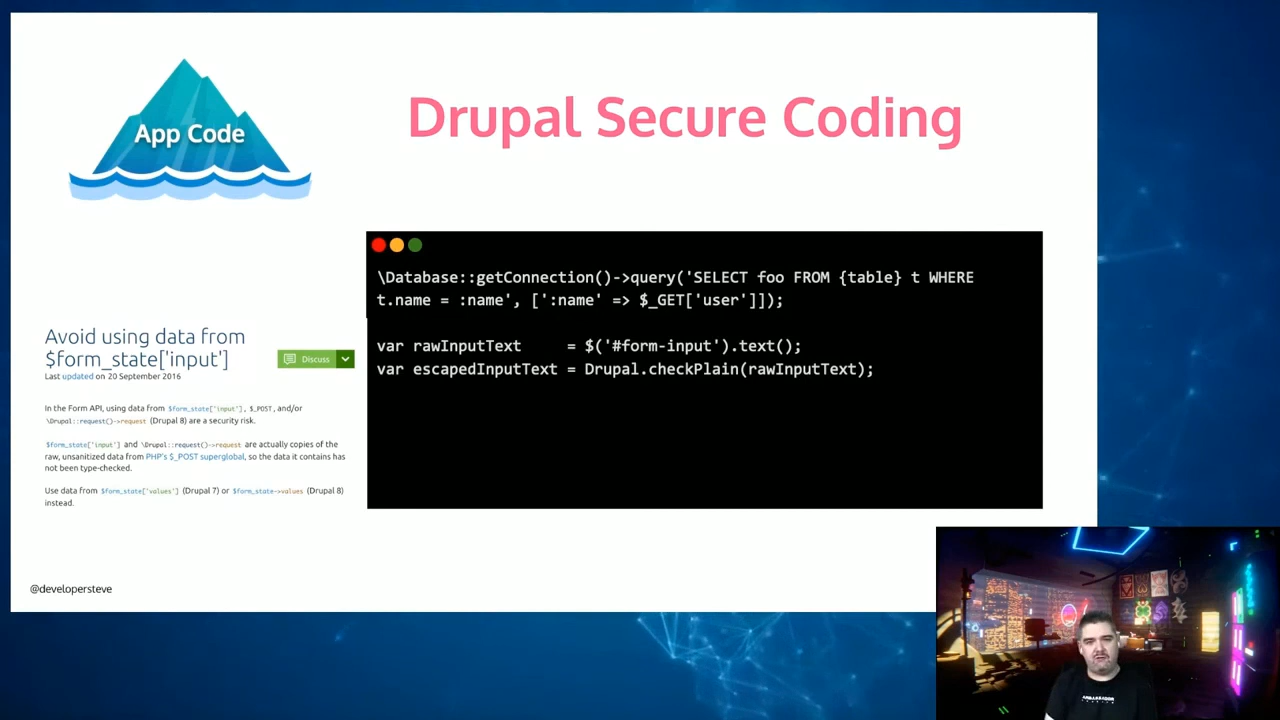 App Code
Drupal Secure Coding
\Database::getConnection()->query('SELECT foo FROM {table} t WHERE
t.name = :name', [':name' => $_GET['user']]);
var rawInputText     = $('#form-input').text();
var escapedInputText = Drupal.checkPlain(rawInputText);
Avoid using data from
$form_state['input']
Discuss
Last updated on 20 September 2016
In the Form API, using data from $form_state['input'], $_POST, and/or
\Drupal::request()->request (Drupal 8) are a security risk.
$form_state['input'] and \Drupal::request()->request are actually copies of the
raw, unsanitized data from PHP's $_POST superglobal, so the data it contains has
not been type-checked.
Use data from $form_state['values'] (Drupal 7) or $form_state->values (Drupal 8)
instead.
@developersteve